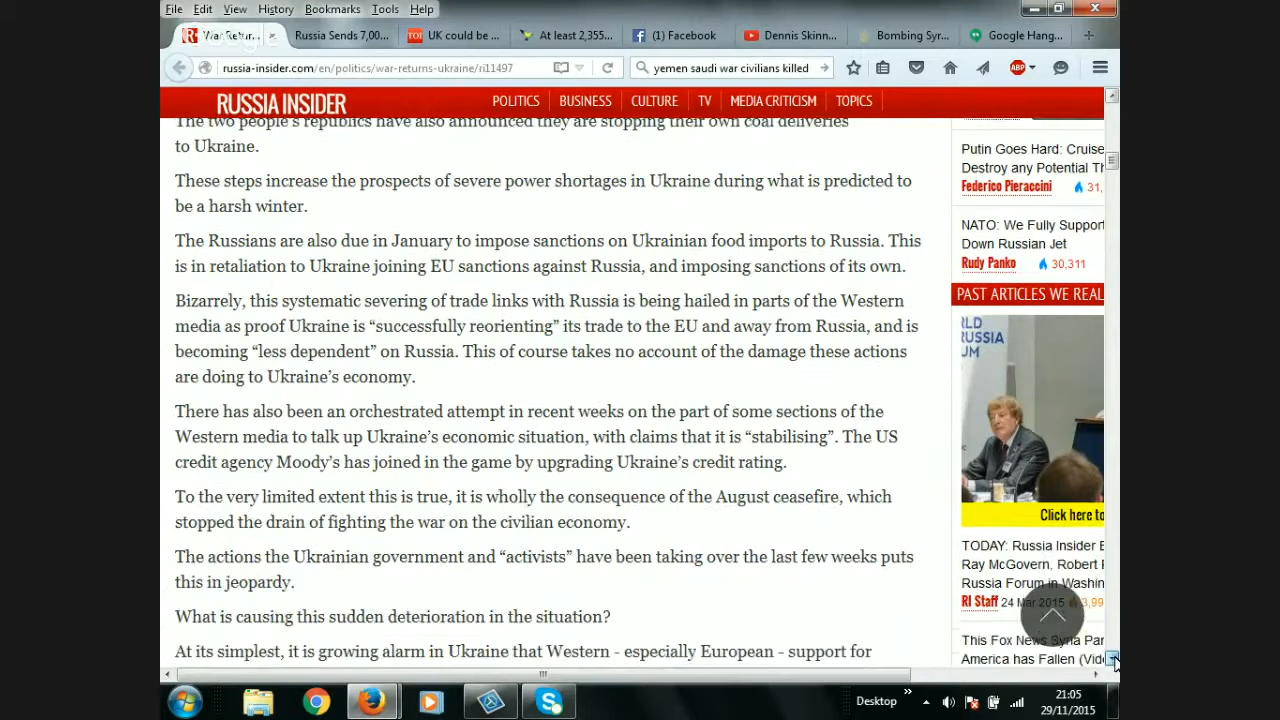 File Edit View History Bookmarks Tools Help
War Retur... Russia Sends 7,00... UK could be ... At least 2,355... (1) Facebook Dennis Skinn... Bombing Syr... Google Hang...
russia-insider.com/en/politics/war-returns-ukraine/ri11497 yemen saudi war civilians killed ABP
RUSSIA INSIDER POLITICS BUSINESS CULTURE TV MEDIA CRITICISM TOPICS
The two people's republics have also announced they are stopping their own coal deliveries
to Ukraine.
These steps increase the prospects of severe power shortages in Ukraine during what is predicted to
be a harsh winter.
The Russians are also due in January to impose sanctions on Ukrainian food imports to Russia. This
is in retaliation to Ukraine joining EU sanctions against Russia, and imposing sanctions of its own.
Bizarrely, this systematic severing of trade links with Russia is being hailed in parts of the Western
media as proof Ukraine is “successfully reorienting” its trade to the EU and away from Russia, and is
becoming “less dependent” on Russia. This of course takes no account of the damage these actions
are doing to Ukraine’s economy.
There has also been an orchestrated attempt in recent weeks on the part of some sections of the
Western media to talk up Ukraine’s economic situation, with claims that it is “stabilising”. The US
credit agency Moody’s has joined in the game by upgrading Ukraine’s credit rating.
To the very limited extent this is true, it is wholly the consequence of the August ceasefire, which
stopped the drain of fighting the war on the civilian economy.
The actions the Ukrainian government and “activists” have been taking over the last few weeks puts
this in jeopardy.
What is causing this sudden deterioration in the situation?
At its simplest, it is growing alarm in Ukraine that Western - especially European - support for
Putin Goes Hard: Cruise
Destroy any Potential Th
Federico Pieraccini 31,
NATO: We Fully Support
Down Russian Jet
Rudy Panko 30,311
PAST ARTICLES WE REAL
RLD
RUSSIA
UM
Click here to
TODAY: Russia Insider E
Ray McGovern, Robert P
Russia Forum in Washin
RI Staff 24 Mar 2015 3,99
This Fox News Syria Par
America has Fallen (Vide
Desktop
21:05
29/11/2015